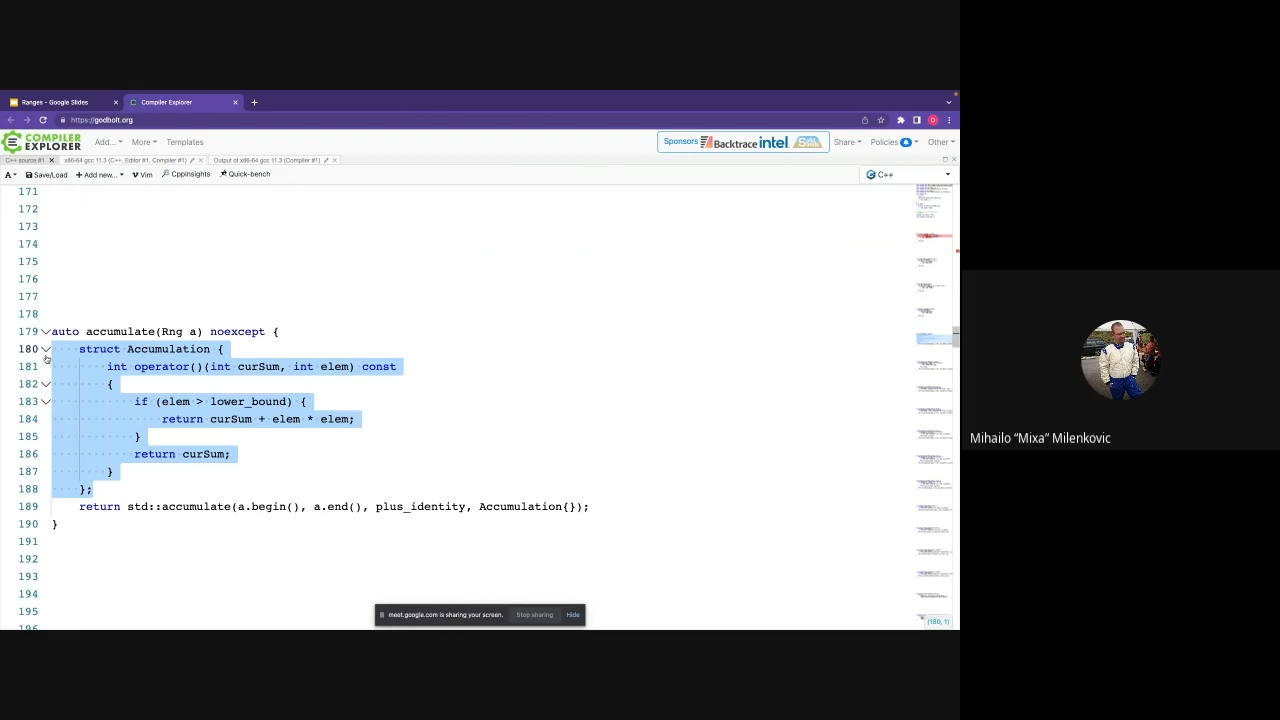 Ranges - Google Slides
Compiler Explorer
https://godbolt.org
COMPILER
EXPLORER
Add...
More
Templates
Sponsors
Backtrace
intel
Share
Policies
Other
C++ source #1
x86-64 gcc 11.3 (C++, Editor #1, Compiler #1)
Output of x86-64 gcc 11.3 (Compiler #1)
A
Save/Load
+ Add new...
Vim
CppInsights
Quick-bench
C++
171
172
173
174
175
176
177
178
179 auto accumulate(Rng a) noexcept {
180 struct Accumulation {
181 int operator()(int curSum, int elem) const
182 {
183 if (elem > lower_bound) {
184 return curSum + elem * elem;
185 }
186 return curSum;
187 }
188 };
189 return std::accumulate(a.begin(), a.end(), plus_identity, Accumulation{});
190 }
191
192
193
194
195
196
(180, 1)
meet.google.com is sharing your screen.
Stop sharing
Hide
Mihailo “Mixa” Milenkovic